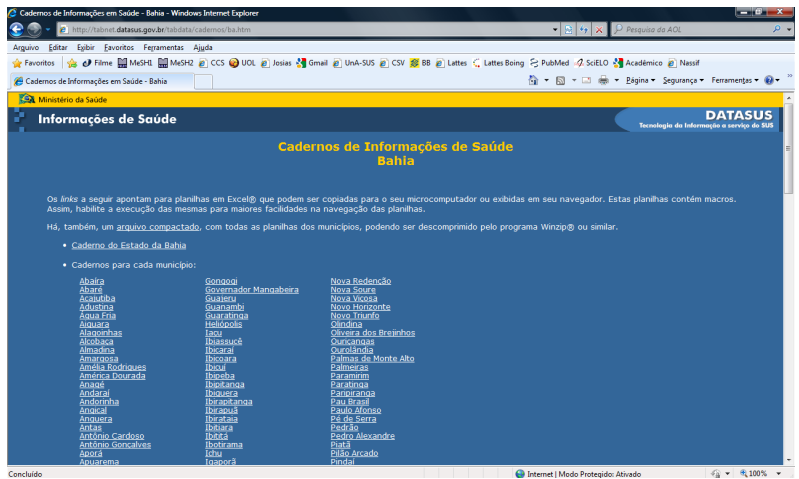 Cadernos de Informações em Saúde - Bahia - Windows Internet Explorer
http://tabnet.datasus.gov.br/tabdata/cadernos/ba.htm
Pesquisa do AOL
Arquivo Editar Exibir Favoritos Ferramentas Ajuda
Favoritos Filme MeSH1 MeSH2 CCS UOL Josias Gmail UnA-SUS CSV BB Lattes Lattes Boing PubMed SciELO Acadêmico Nassif
Cadernos de Informações em Saúde - Bahia
Página Segurança Ferramentas
Ministério da Saúde
Informações de Saúde
DATASUS
Tecnologia da Informação a serviço do SUS
Cadernos de Informações de Saúde
Bahia
Os links a seguir apontam para planilhas em Excel® que podem ser copiadas para o seu microcomputador ou exibidas em seu navegador. Estas planilhas contém macros.
Assim, habilite a execução das mesmas para maiores facilidades na navegação das planilhas.
Há, também, um arquivo compactado, com todas as planilhas dos municípios, podendo ser descomprimido pelo programa Winzip® ou similar.
• Caderno do Estado da Bahia
• Cadernos para cada município:
Abaíra Gongogi Nova Redenção
Abaré Governador Mangabeira Nova Soure
Acajutiba Guajeru Nova Viçosa
Adustina Guanambi Novo Horizonte
Água Fria Guaratinga Novo Triunfo
Aiquara Heliópolis Olindina
Alagoinhas Iaçu Oliveira dos Brejinhos
Alcobaça Ibiassucê Ouriçangas
Almadina Ibicaraí Ourolândia
Amargosa Ibicoara Palmas de Monte Alto
Amélia Rodrigues Ibicuí Palmeiras
América Dourada Ibipeba Paramirim
Anagé Ibipitanga Paratinga
Andaraí Ibiquera Paripiranga
Andorinha Ibirapitanga Pau Brasil
Angical Ibirapuã Paulo Afonso
Anguera Ibirataia Pé de Serra
Antas Ibitiara Pedrão
Antônio Cardoso Ibititá Pedro Alexandre
Antônio Gonçalves Ibotirama Piatã
Aporá Ichu Pilão Arcado
Apuarema Igaporã Pindaí
Concluído
Internet | Modo Protegido: Ativado
100%